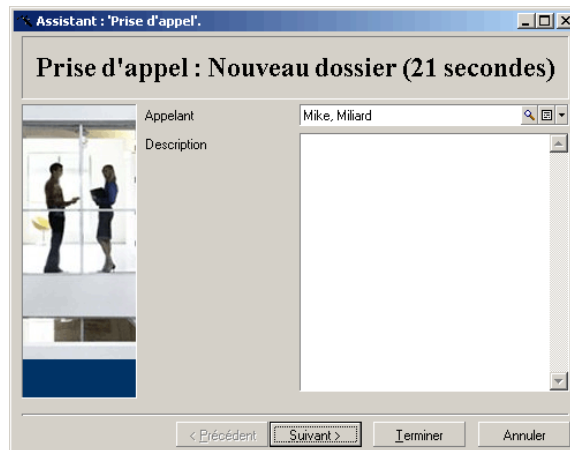 Assistant : 'Prise d'appel'.
Prise d'appel : Nouveau dossier (21 secondes)
Appelant
Mike, Miliard
Description
< Précédent
Suivant >
Terminer
Annuler